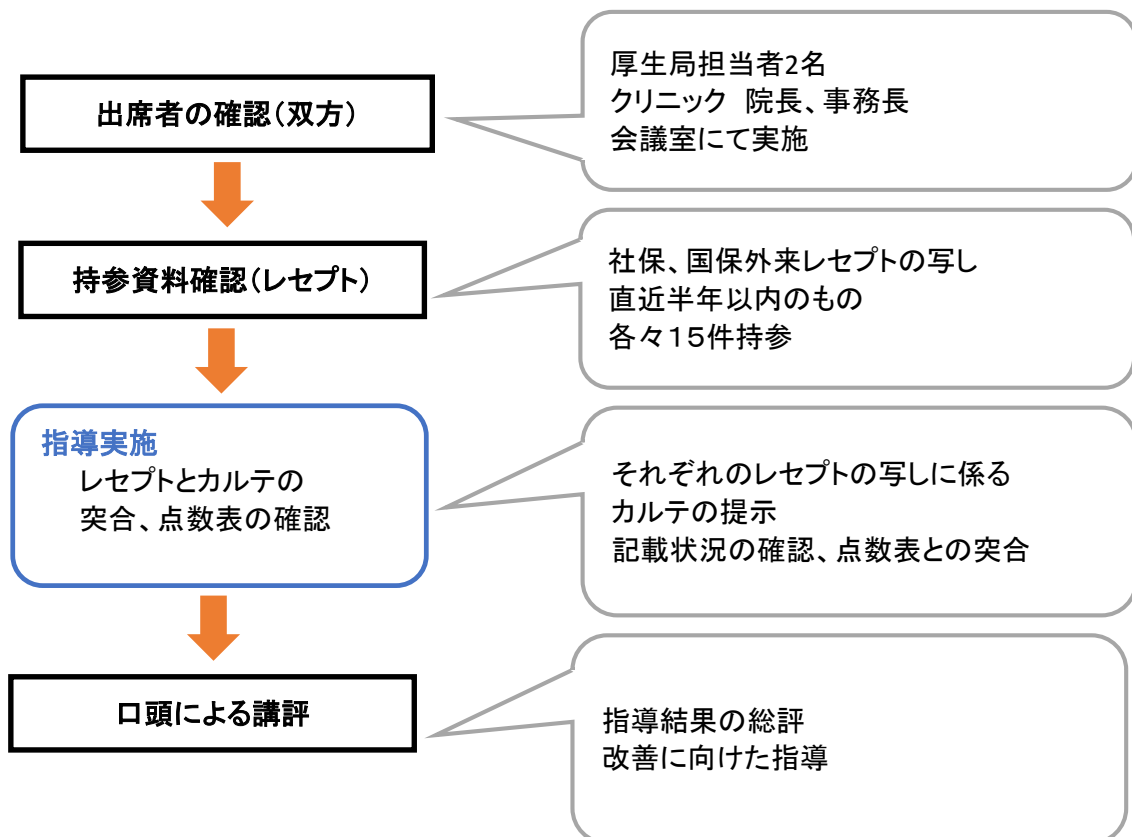 出席者の確認(双方)
厚生局担当者2名
クリニック 院長、事務長
会議室にて実施
持参資料確認(レセプト)
社保、国保外来レセプトの写し
直近半年以内のもの
各々15件持参
指導実施
レセプトとカルテの
突合、点数表の確認
それぞれのレセプトの写しに係る
カルテの提示
記載状況の確認、点数表との突合
口頭による講評
指導結果の総評
改善に向けた指導